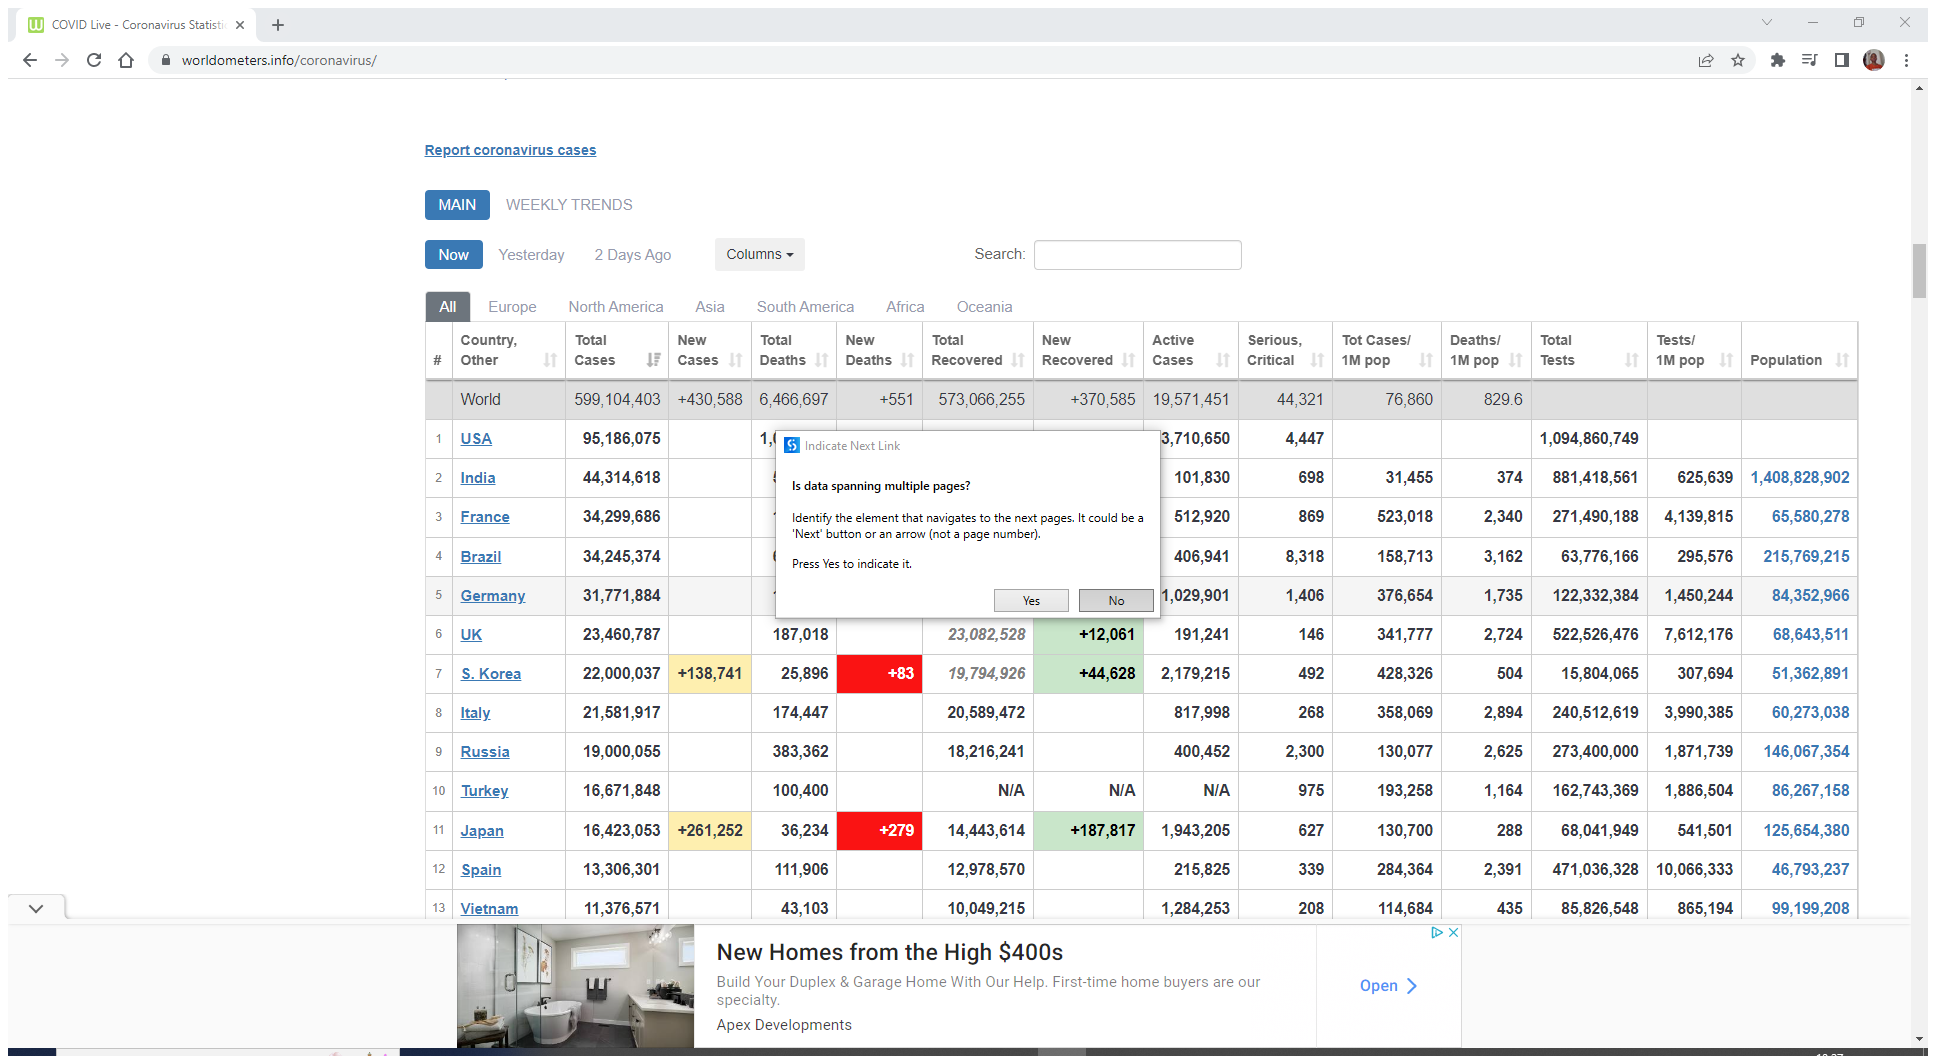 COVID Live - Coronavirus Statisti
worldometers.info/coronavirus/
Report coronavirus cases
MAIN WEEKLY TRENDS
Now Yesterday 2 Days Ago Columns Search:
All Europe North America Asia South America Africa Oceania
# Country, Other Total Cases New Cases Total Deaths New Deaths Total Recovered New Recovered Active Cases Serious, Critical Tot Cases/ 1M pop Deaths/ 1M pop Total Tests Tests/ 1M pop Population
World 599,104,403 +430,588 6,466,697 +551 573,066,255 +370,585 19,571,451 44,321 76,860 829.6
1 USA 95,186,075 3,710,650 4,447 1,094,860,749
2 India 44,314,618 101,830 698 31,455 374 881,418,561 625,639 1,408,828,902
3 France 34,299,686 512,920 869 523,018 2,340 271,490,188 4,139,815 65,580,278
4 Brazil 34,245,374 406,941 8,318 158,713 3,162 63,776,166 295,576 215,769,215
5 Germany 31,771,884 1,029,901 1,406 376,654 1,735 122,332,384 1,450,244 84,352,966
Indicate Next Link
Is data spanning multiple pages?
Identify the element that navigates to the next pages. It could be a
'Next' button or an arrow (not a page number).
Press Yes to indicate it.
Yes No
6 UK 23,460,787 187,018 23,082,528 +12,061 191,241 146 341,777 2,724 522,526,476 7,612,176 68,643,511
7 S. Korea 22,000,037 +138,741 25,896 +83 19,794,926 +44,628 2,179,215 492 428,326 504 15,804,065 307,694 51,362,891
8 Italy 21,581,917 174,447 20,589,472 817,998 268 358,069 2,894 240,512,619 3,990,385 60,273,038
9 Russia 19,000,055 383,362 18,216,241 400,452 2,300 130,077 2,625 273,400,000 1,871,739 146,067,354
10 Turkey 16,671,848 100,400 N/A N/A N/A 975 193,258 1,164 162,743,369 1,886,504 86,267,158
11 Japan 16,423,053 +261,252 36,234 +279 14,443,614 +187,817 1,943,205 627 130,700 288 68,041,949 541,501 125,654,380
12 Spain 13,306,301 111,906 12,978,570 215,825 339 284,364 2,391 471,036,328 10,066,333 46,793,237
13 Vietnam 11,376,571 43,103 10,049,215 1,284,253 208 114,684 435 85,826,548 865,194 99,199,208
New Homes from the High $400s
Build Your Duplex & Garage Home With Our Help. First-time home buyers are our
specialty.
Apex Developments
Open